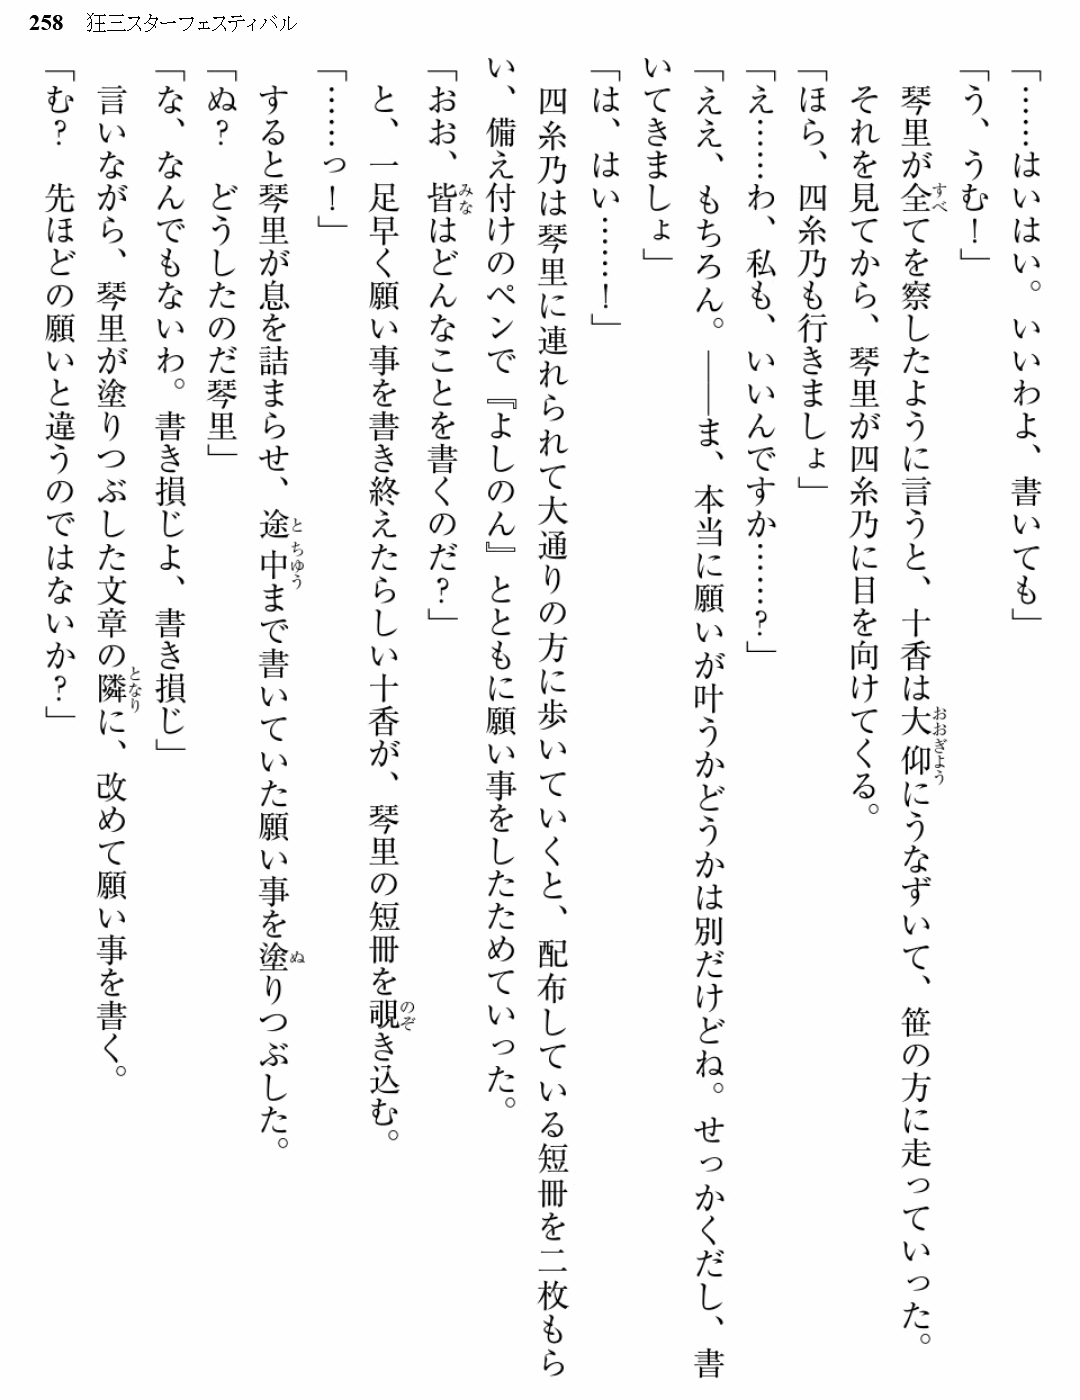 258 狂三スターフェスティバル
「……はいはい。いいわよ、書いても」
「う、うむ！」
琴里が全てを察したように言うと、十香は大仰にうなずいて、笹の方に走っていった。
それを見てから、琴里が四糸乃に目を向けてくる。
「ほら、四糸乃も行きましょ」
「え……わ、私も、いいんですか……？」
「ええ、もちろん。――ま、本当に願いが叶うかどうかは別だけどね。せっかくだし、書
いてきましょ」
「は、はい……！」
四糸乃は琴里に連れられて大通りの方に歩いていくと、配布している短冊を二枚もら
い、備え付けのペンで『よしのん』とともに願い事をしたためていった。
「おお、皆はどんなことを書くのだ？」
と、一足早く願い事を書き終えたらしい十香が、琴里の短冊を覗き込む。
「……っ！」
すると琴里が息を詰まらせ、途中まで書いていた願い事を塗りつぶした。
「ぬ？　どうしたのだ琴里」
「な、なんでもないわ。書き損じよ、書き損じ」
言いながら、琴里が塗りつぶした文章の隣に、改めて願い事を書く。
「む？　先ほどの願いと違うのではないか？」